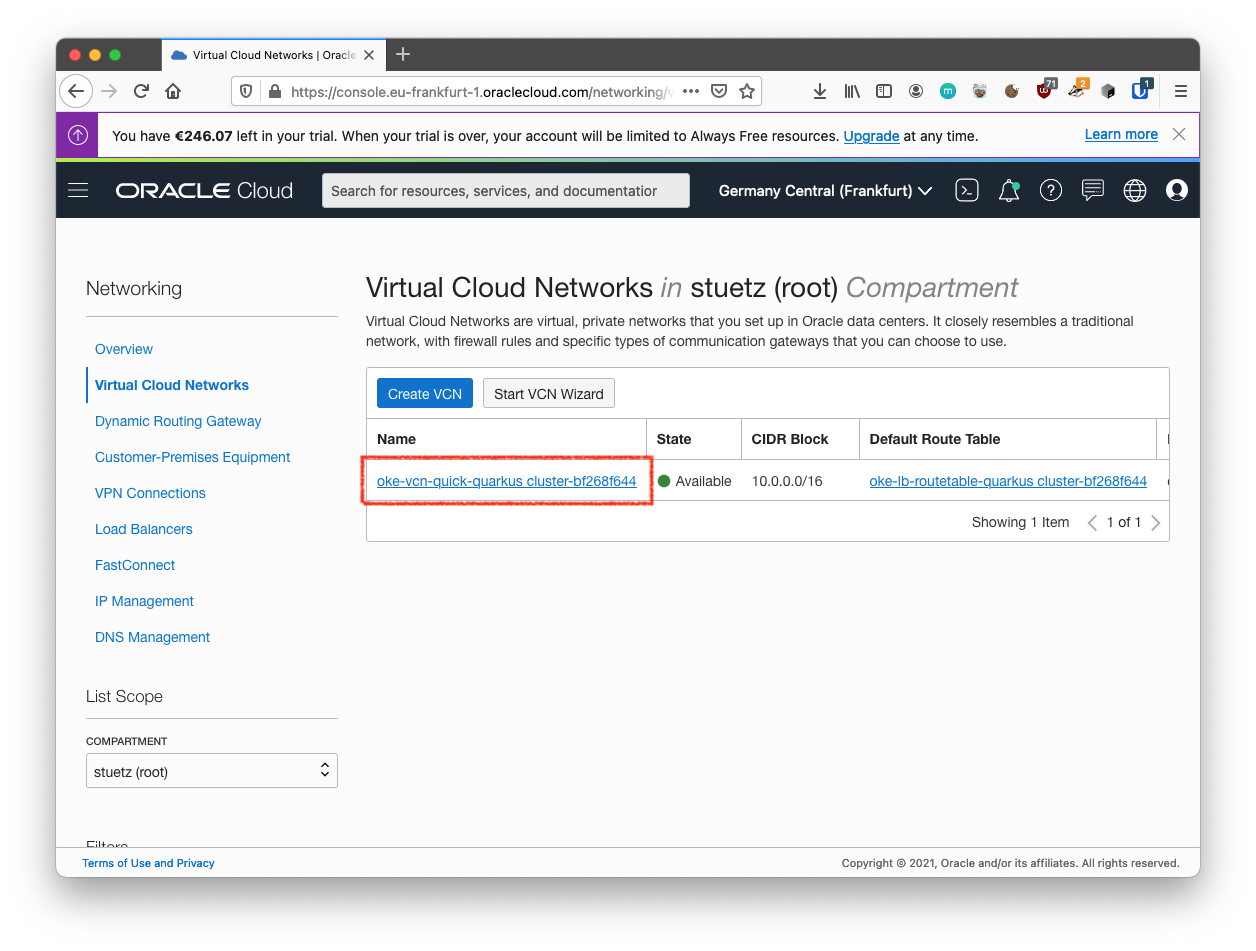 Virtual Cloud Networks | Oracle
https://console.eu-frankfurt-1.oraclecloud.com/networking/v
71
2
1
m
You have €246.07 left in your trial. When your trial is over, your account will be limited to Always Free resources. Upgrade at any time.
Learn more
ORACLE Cloud
Search for resources, services, and documentation
Germany Central (Frankfurt)
Networking
Overview
Virtual Cloud Networks
Dynamic Routing Gateway
Customer-Premises Equipment
VPN Connections
Load Balancers
FastConnect
IP Management
DNS Management
List Scope
COMPARTMENT
stuetz (root)
Filters
Virtual Cloud Networks in stuetz (root) Compartment
Virtual Cloud Networks are virtual, private networks that you set up in Oracle data centers. It closely resembles a traditional
network, with firewall rules and specific types of communication gateways that you can choose to use.
Create VCN
Start VCN Wizard
Name State CIDR Block Default Route Table
oke-vcn-quick-quarkus cluster-bf268f644 Available 10.0.0.0/16 oke-lb-routetable-quarkus cluster-bf268f644
Showing 1 Item 1 of 1
Terms of Use and Privacy
Copyright © 2021, Oracle and/or its affiliates. All rights reserved.